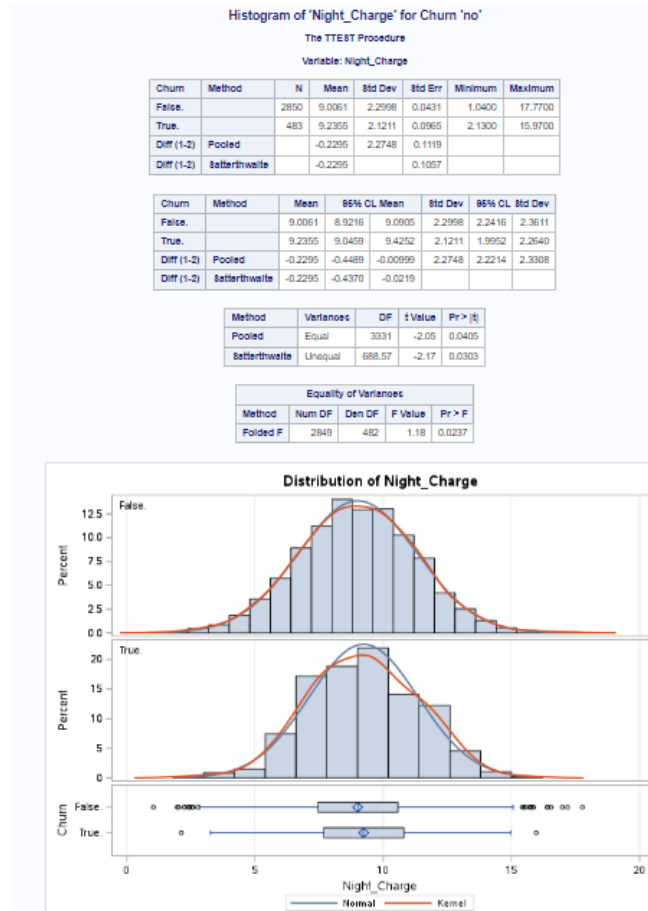 Histogram of 'Night_Charge' for Churn 'no'
The TTEST Procedure
Variable: Night_Charge
Churn Method N Mean Std Dev Std Err Minimum Maximum
False. 2850 9.0061 2.2998 0.0431 1.0400 17.7700
True. 483 9.2355 2.1211 0.0965 2.1300 15.9700
Diff (1-2) Pooled -0.2295 2.2748 0.1119
Diff (1-2) Satterthwaite -0.2295 0.1057
Churn Method Mean 95% CL Mean Std Dev 95% CL Std Dev
False. 9.0061 8.9216 9.0905 2.2998 2.2416 2.3611
True. 9.2355 9.0459 9.4252 2.1211 1.9952 2.2640
Diff (1-2) Pooled -0.2295 -0.4489 -0.00999 2.2748 2.2214 2.3308
Diff (1-2) Satterthwaite -0.2295 -0.4370 -0.0219
Method Variances DF t Value Pr > |t|
Pooled Equal 3331 -2.05 0.0405
Satterthwaite Unequal 688.57 -2.17 0.0303
Equality of Variances
Method Num DF Den DF F Value Pr > F
Folded F 2849 482 1.18 0.0237
Distribution of Night_Charge
False.
Percent
12.5
10.0
7.5
5.0
2.5
0.0
True.
Percent
20
15
10
5
0
Churn
False.
True.
0 5 10 15 20
Night_Charge
Normal Kernel